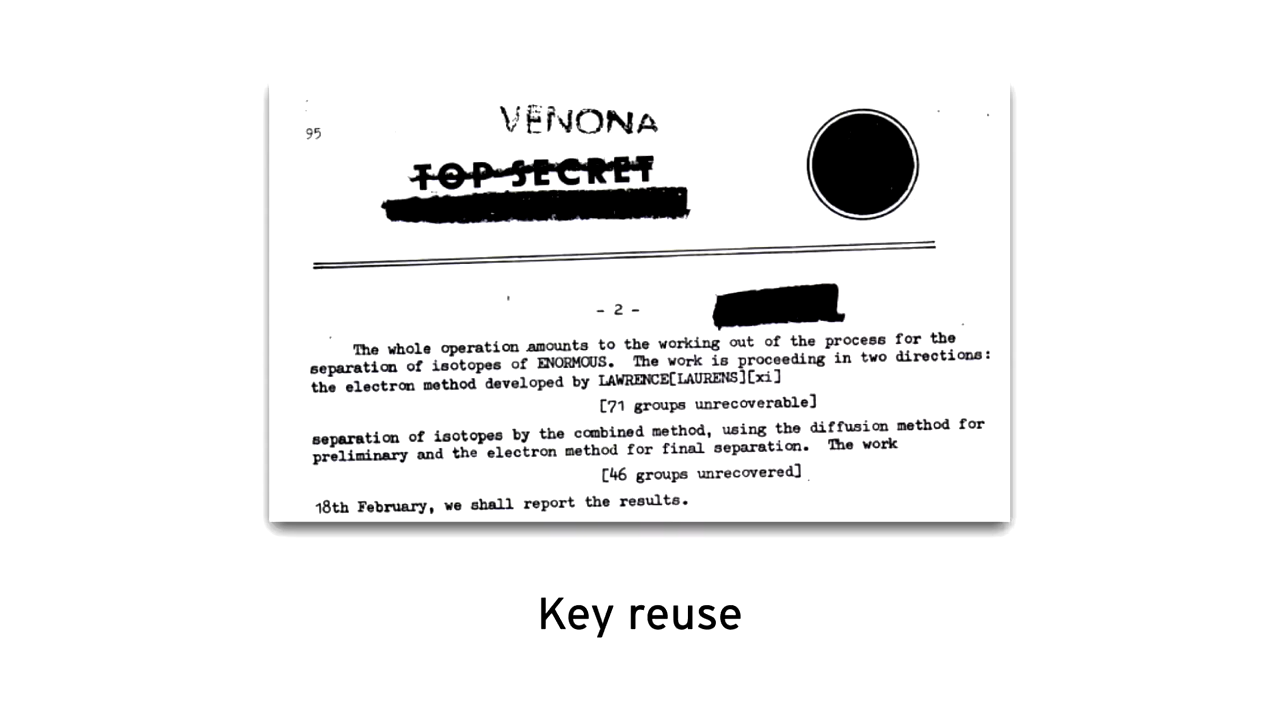 VENONA
95
TOP SECRET
- 2 -
The whole operation amounts to the working out of the process for the
separation of isotopes of ENORMOUS. The work is proceeding in two directions:
the electron method developed by LAWRENCE[LAURENS][xi]
[71 groups unrecoverable]
separation of isotopes by the combined method, using the diffusion method for
preliminary and the electron method for final separation. The work
[46 groups unrecovered]
18th February, we shall report the results.
Key reuse